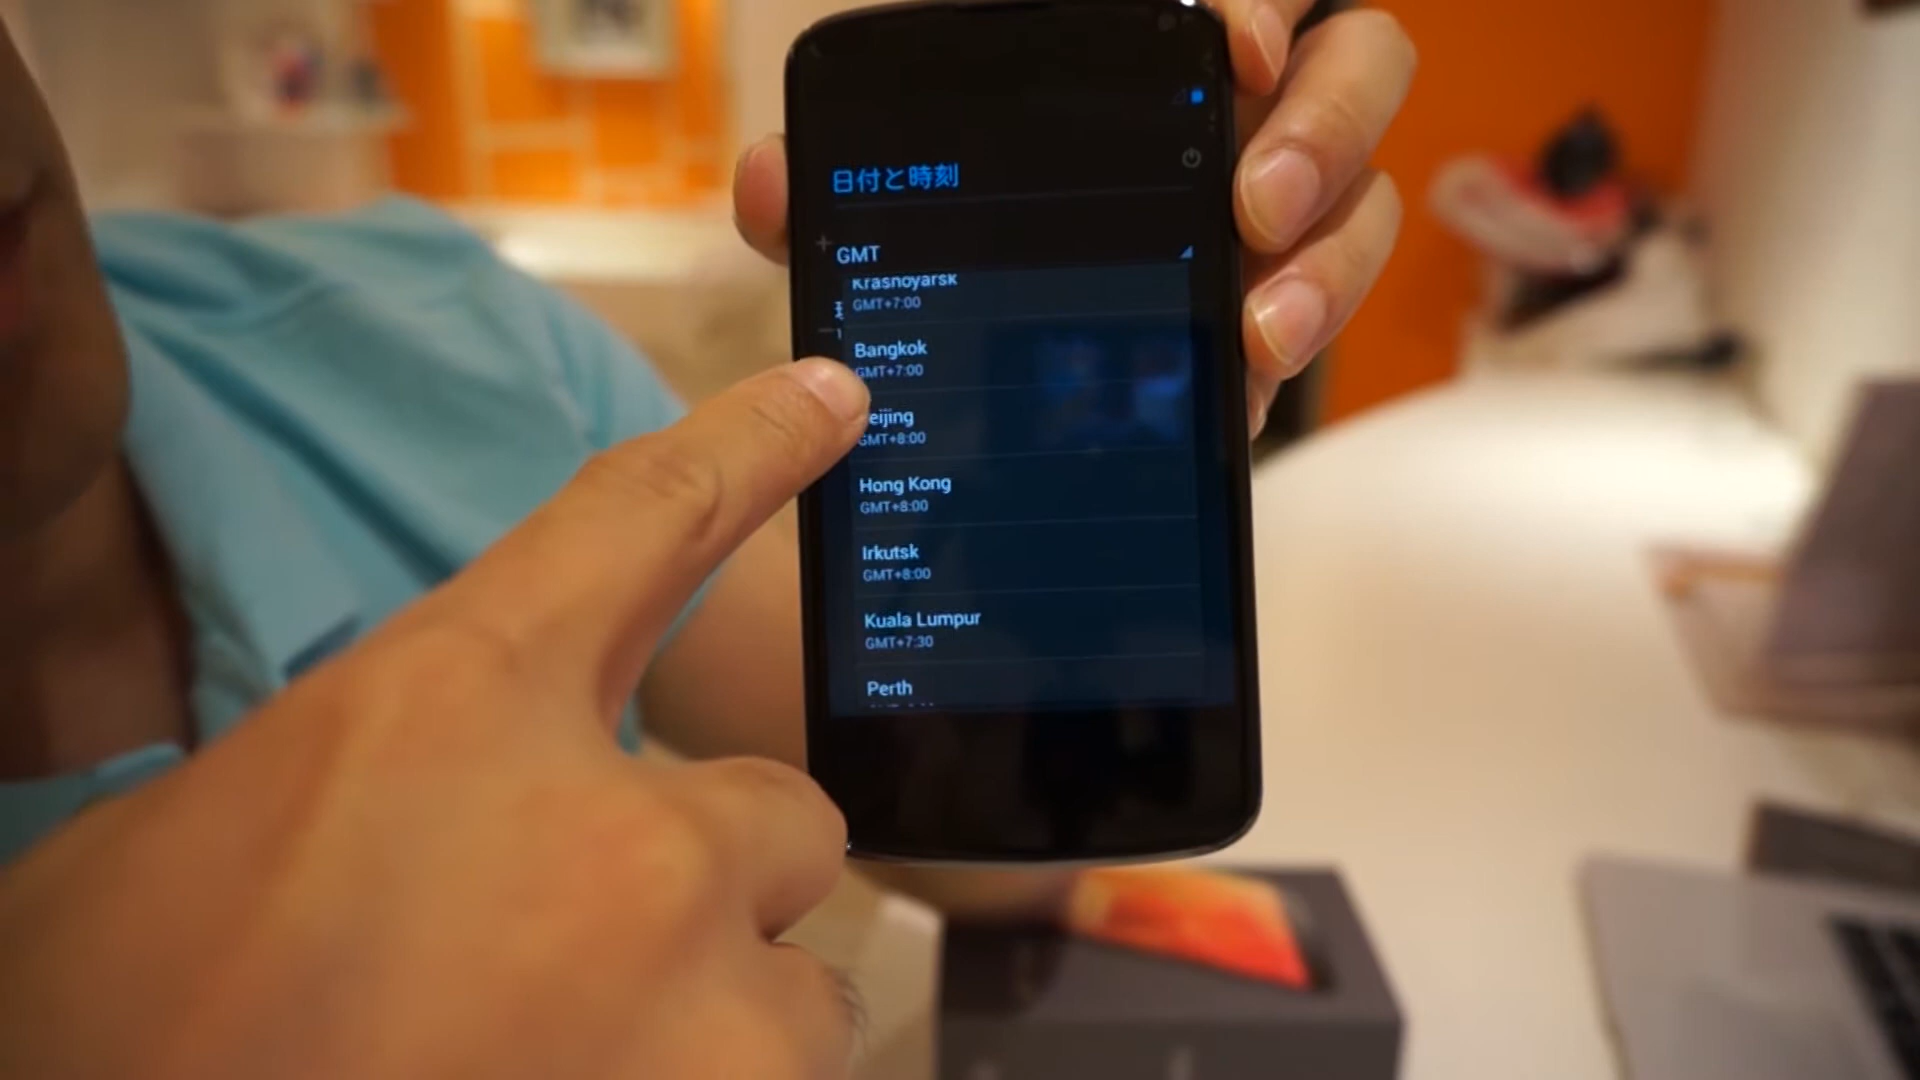 日付と時刻
GMT
Krasnoyarsk
GMT+7:00
Bangkok
GMT+7:00
eijing
GMT+8:00
Hong Kong
GMT+8:00
Irkutsk
GMT+8:00
Kuala Lumpur
GMT+7:30
Perth